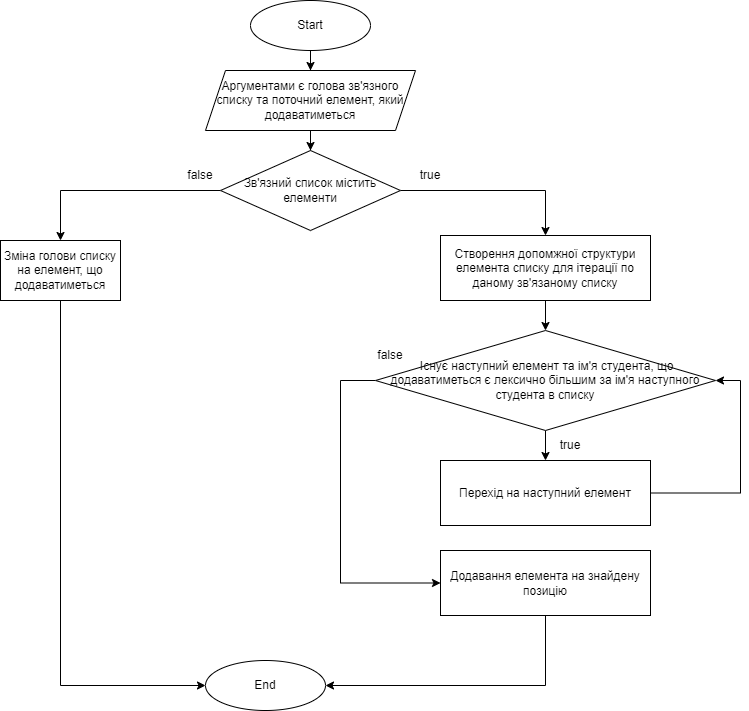 Start
Аргументами є голова зв'язного
списку та поточний елемент, який
додаватиметься
false
Зв'язний список містить
елементи
true
Зміна голови списку
на елемент, що
додаватиметься
Створення допомжної структури
елемента списку для ітерації по
даному зв'язаному списку
false
Існує наступний елемент та ім'я студента, що
додаватиметься є лексично більшим за ім'я наступного
студента в списку
true
Перехід на наступний елемент
Додавання елемента на знайдену
позицію
End